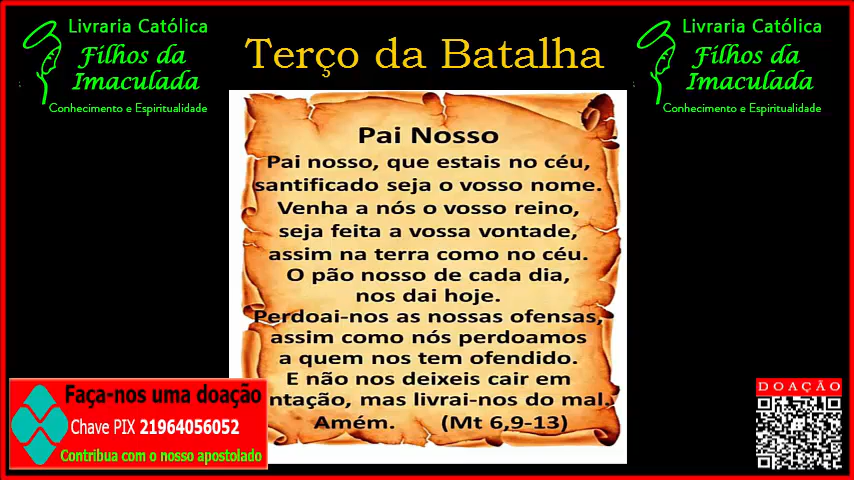 Livraria Católica
Filhos da
Imaculada
Conhecimento e Espiritualidade
Terço da Batalha
Livraria Católica
Filhos da
Imaculada
Conhecimento e Espiritualidade
Pai Nosso
Pai nosso, que estais no céu,
santificado seja o vosso nome.
Venha a nós o vosso reino,
seja feita a vossa vontade,
assim na terra como no céu.
O pão nosso de cada dia,
nos dai hoje.
Perdoai-nos as nossas ofensas,
assim como nós perdoamos
a quem nos tem ofendido.
E não nos deixeis cair em
ntação, mas livrai-nos do mal.
Amém. (Mt 6,9-13)
Faça-nos uma doação
Chave PIX 21964056052
Contribua com o nosso apostolado
DOAÇÃO